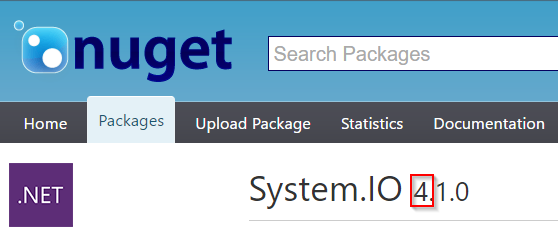 nuget
Search Packages
Home Packages Upload Package Statistics Documentation
.NET
System.IO 4.1.0